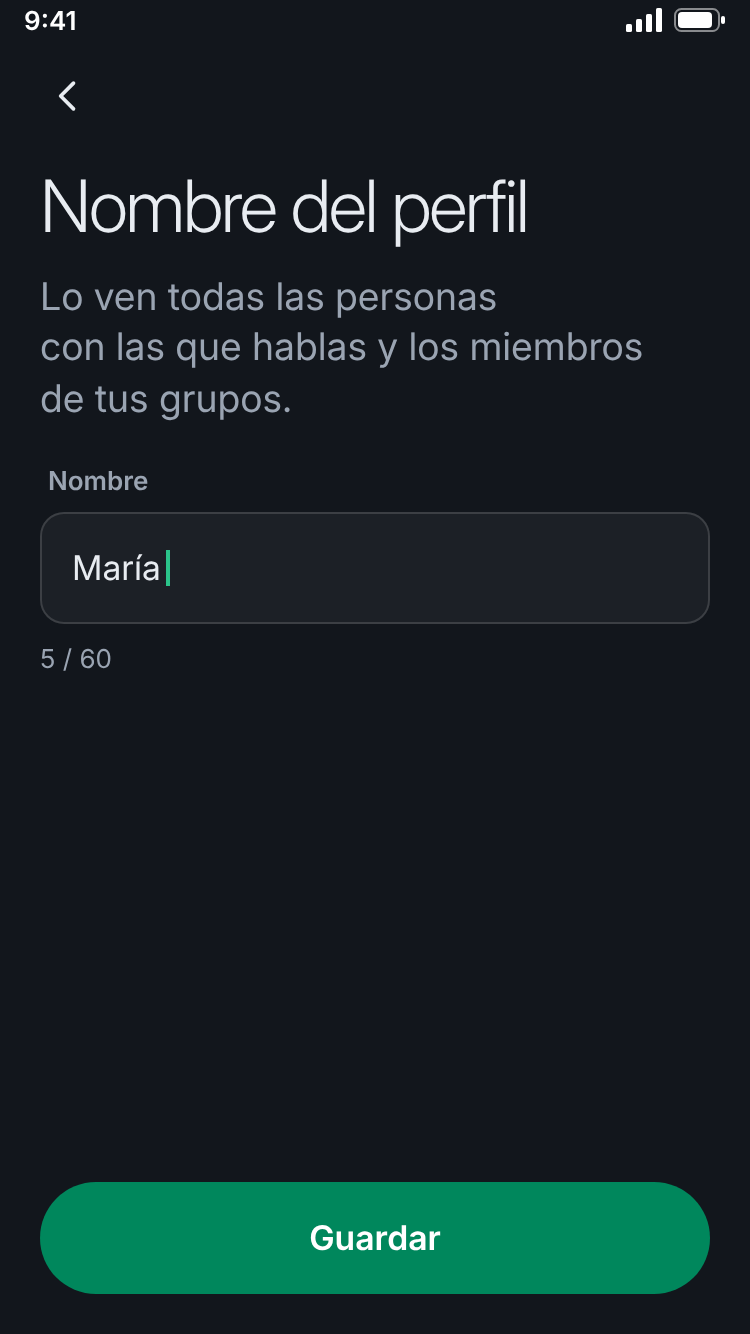 9:41
Nombre del perfil
Lo ven todas las personas
con las que hablas y los miembros
de tus grupos.
Nombre
María
5 / 60
Guardar